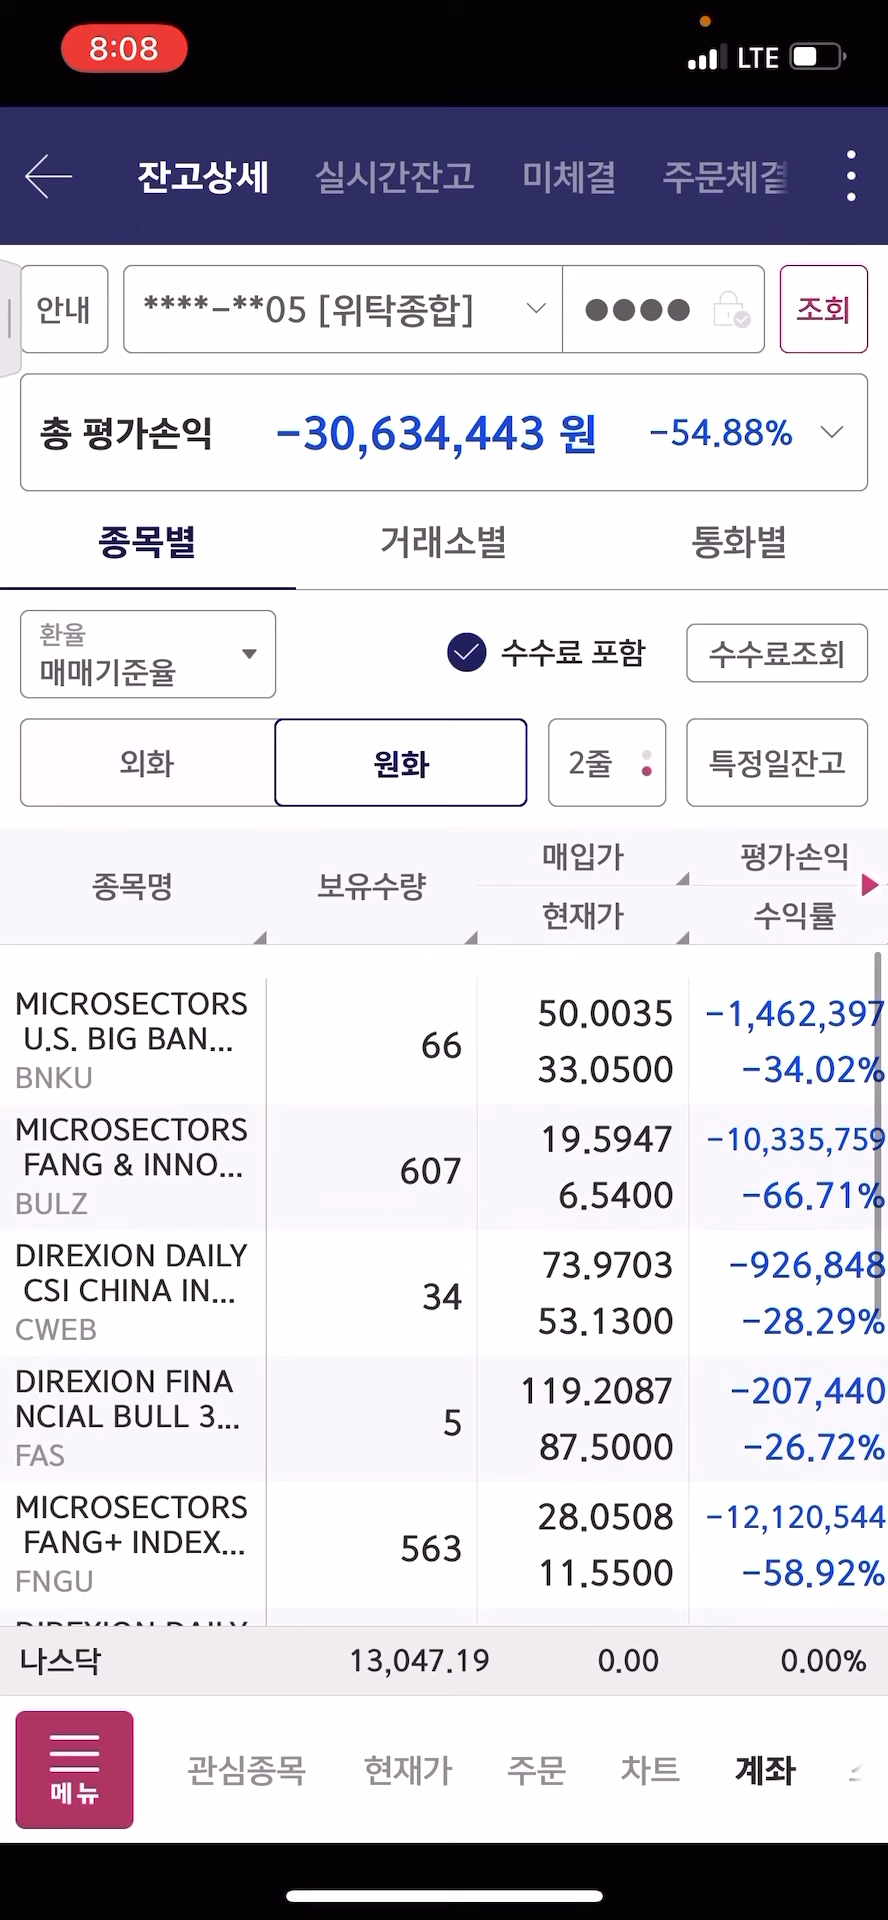 8:08
LTE
잔고상세 실시간잔고 미체결 주문체결
안내 ****-**05 [위탁종합] ●●●● 조회
총 평가손익 -30,634,443 원 -54.88%
종목별 거래소별 통화별
환율
매매기준율
수수료 포함 수수료조회
외화 원화 2줄 특정일잔고
종목명 보유수량 매입가 평가손익
현재가 수익률
MICROSECTORS
U.S. BIG BAN...
BNKU
66
50.0035 -1,462,397
33.0500 -34.02%
MICROSECTORS
FANG & INNO...
BULZ
607
19.5947 -10,335,759
6.5400 -66.71%
DIREXION DAILY
CSI CHINA IN...
CWEB
34
73.9703 -926,848
53.1300 -28.29%
DIREXION FINA
NCIAL BULL 3...
FAS
5
119.2087 -207,440
87.5000 -26.72%
MICROSECTORS
FANG+ INDEX...
FNGU
563
28.0508 -12,120,544
11.5500 -58.92%
DIREXION DAILY
나스닥 13,047.19 0.00 0.00%
메뉴 관심종목 현재가 주문 차트 계좌